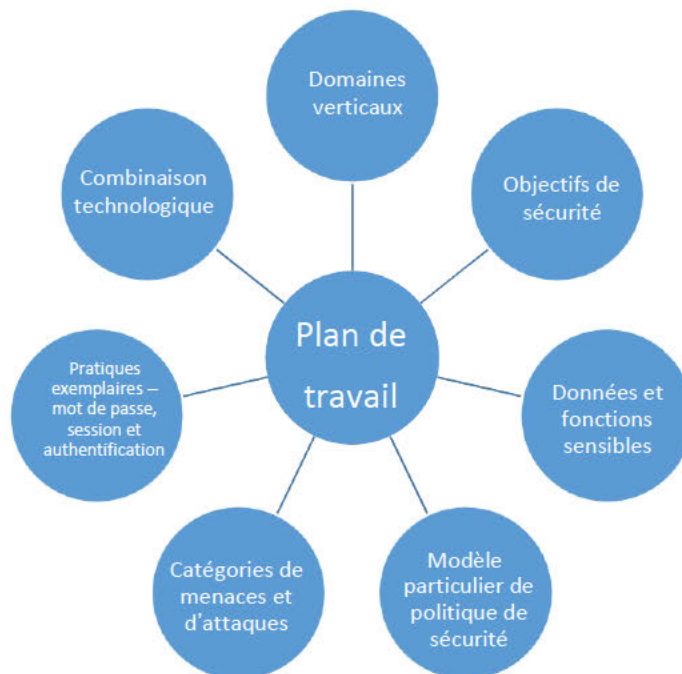 Domaines
verticaux
Objectifs de
sécurité
Données et
fonctions
sensibles
Modèle
particulier de
politique de
sécurité
Catégories de
menaces et
d'attaques
Pratiques
exemplaires –
mot de passe,
session et
authentification
Combinaison
technologique
Plan de
travail